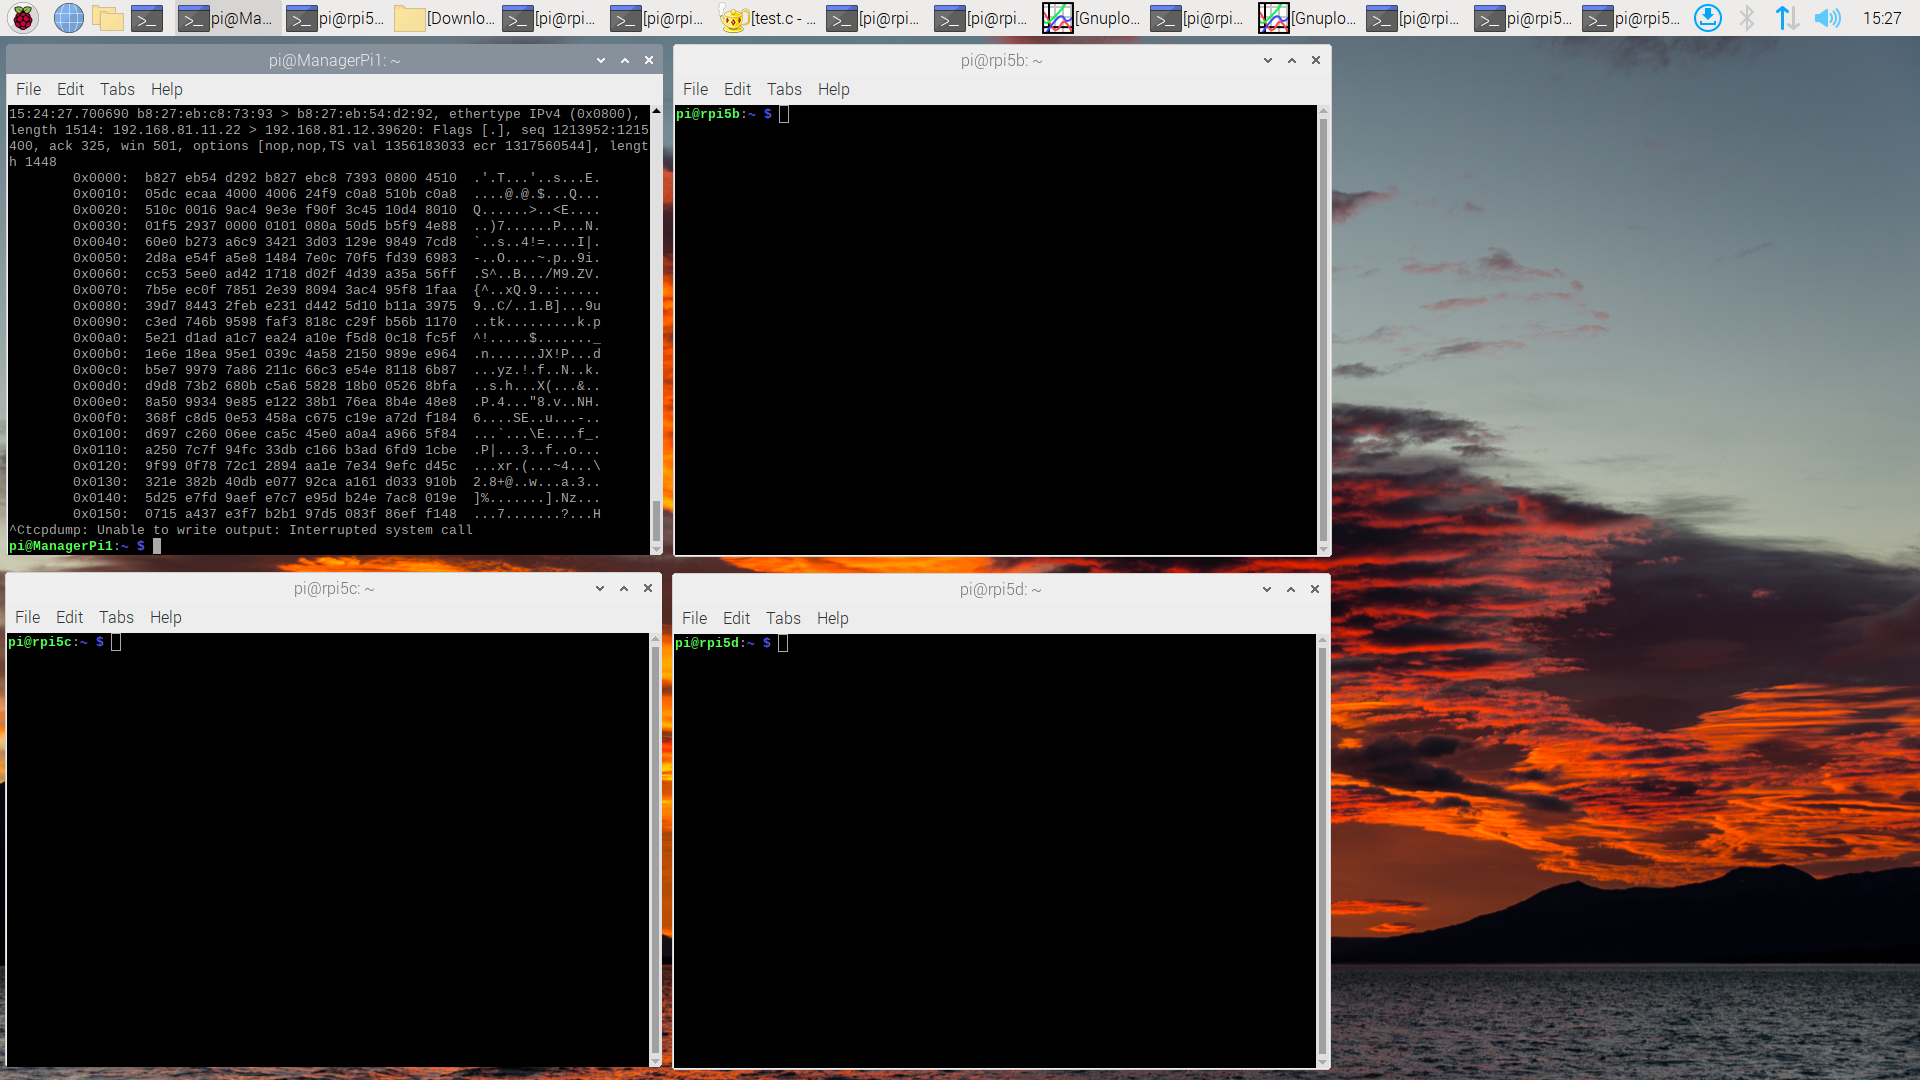 pi@Ma... pi@rpi5... [Downlo... [pi@rpi... [pi@rpi... [test.c - ... [pi@rpi... [pi@rpi... [Gnuplo... [pi@rpi... [Gnuplo... [pi@rpi... pi@rpi5... pi@rpi5... 15:27
pi@ManagerPi1: ~
File Edit Tabs Help
15:24:27.700690 b8:27:eb:c8:73:93 > b8:27:eb:54:d2:92, ethertype IPv4 (0x0800),
length 1514: 192.168.81.11.22 > 192.168.81.12.39620: Flags [.], seq 1213952:1215
400, ack 325, win 501, options [nop,nop,TS val 1356183033 ecr 1317560544], lengt
h 1448
0x0000: b827 eb54 d292 b827 ebc8 7393 0800 4510 .'.T...'..s...E.
0x0010: 05dc ecaa 4000 4006 24f9 c0a8 510b c0a8 ....@.@.$...Q...
0x0020: 510c 0016 9ac4 9e3e f90f 3c45 10d4 8010 Q......>..<E....
0x0030: 01f5 2937 0000 0101 080a 50d5 b5f9 4e88 ..)7......P...N.
0x0040: 60e0 b273 a6c9 3421 3d03 129e 9849 7cd8 `..s..4!=....I|.
0x0050: 2d8a e54f a5e8 1484 7e0c 70f5 fd39 6983 -..O....~.p..9i.
0x0060: cc53 5ee0 ad42 1718 d02f 4d39 a35a 56ff .S^..B.../M9.ZV.
0x0070: 7b5e ec0f 7851 2e39 8094 3ac4 95f8 1faa {^..xQ.9..:.....
0x0080: 39d7 8443 2feb e231 d442 5d10 b11a 3975 9..C/..1.B]...9u
0x0090: c3ed 746b 9598 faf3 818c c29f b56b 1170 ..tk.........k.p
0x00a0: 5e21 d1ad a1c7 ea24 a10e f5d8 0c18 fc5f ^!.....$......._
0x00b0: 1e6e 18ea 95e1 039c 4a58 2150 989e e964 .n......JX!P...d
0x00c0: b5e7 9979 7a86 211c 66c3 e54e 8118 6b87 ...yz.!.f..N..k.
0x00d0: d9d8 73b2 680b c5a6 5828 18b0 0526 8bfa ..s.h...X(...&..
0x00e0: 8a50 9934 9e85 e122 38b1 76ea 8b4e 48e8 .P.4..."8.v..NH.
0x00f0: 368f c8d5 0e53 458a c675 c19e a72d f184 6....SE..u...-..
0x0100: d697 c260 06ee ca5c 45e0 a0a4 a966 5f84 ...`...\E....f_.
0x0110: a250 7c7f 94fc 33db c166 b3ad 6fd9 1cbe .P|...3..f..o...
0x0120: 9f99 0f78 72c1 2894 aa1e 7e34 9efc d45c ...xr.(...~4...\
0x0130: 321e 382b 40db e077 92ca a161 d033 910b 2.8+@..w...a.3..
0x0140: 5d25 e7fd 9aef e7c7 e95d b24e 7ac8 019e ]%.......].Nz...
0x0150: 0715 a437 e3f7 b2b1 97d5 083f 86ef f148 ...7.......?...H
^Ctcpdump: Unable to write output: Interrupted system call
pi@ManagerPi1:~ $
pi@rpi5b: ~
File Edit Tabs Help
pi@rpi5b:~ $
pi@rpi5c: ~
File Edit Tabs Help
pi@rpi5c:~ $
pi@rpi5d: ~
File Edit Tabs Help
pi@rpi5d:~ $